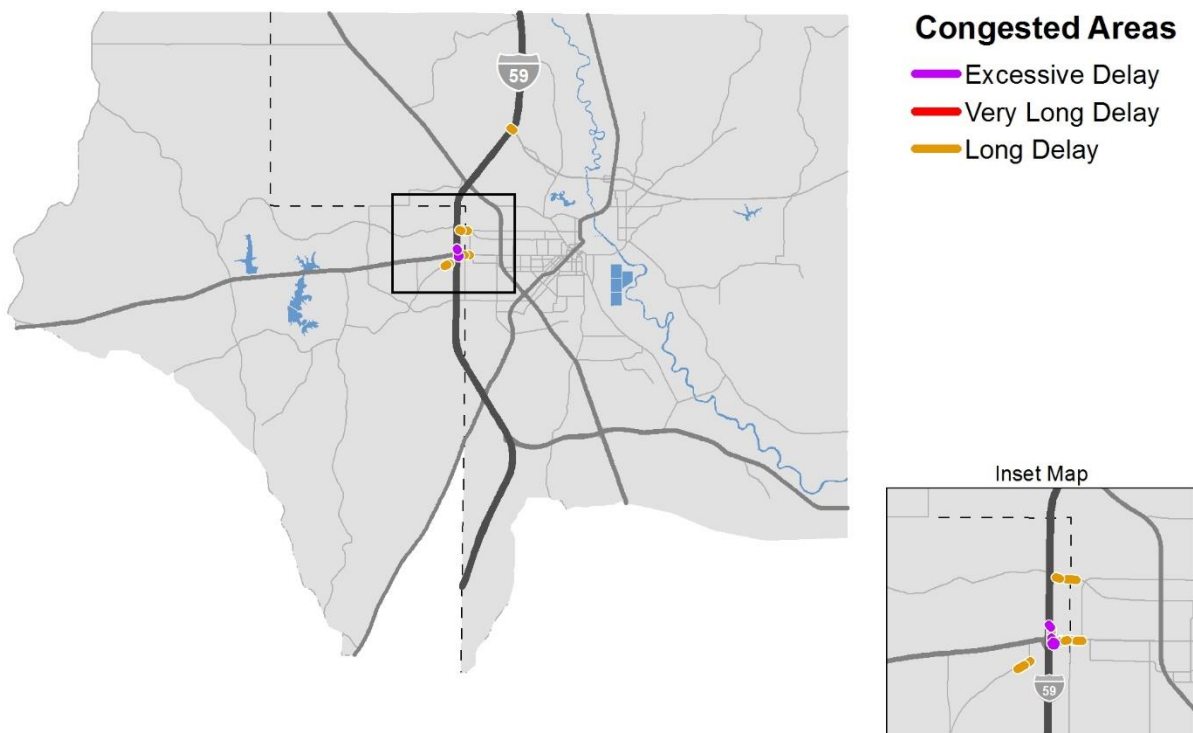 59
Congested Areas
Excessive Delay
Very Long Delay
Long Delay
Inset Map
59